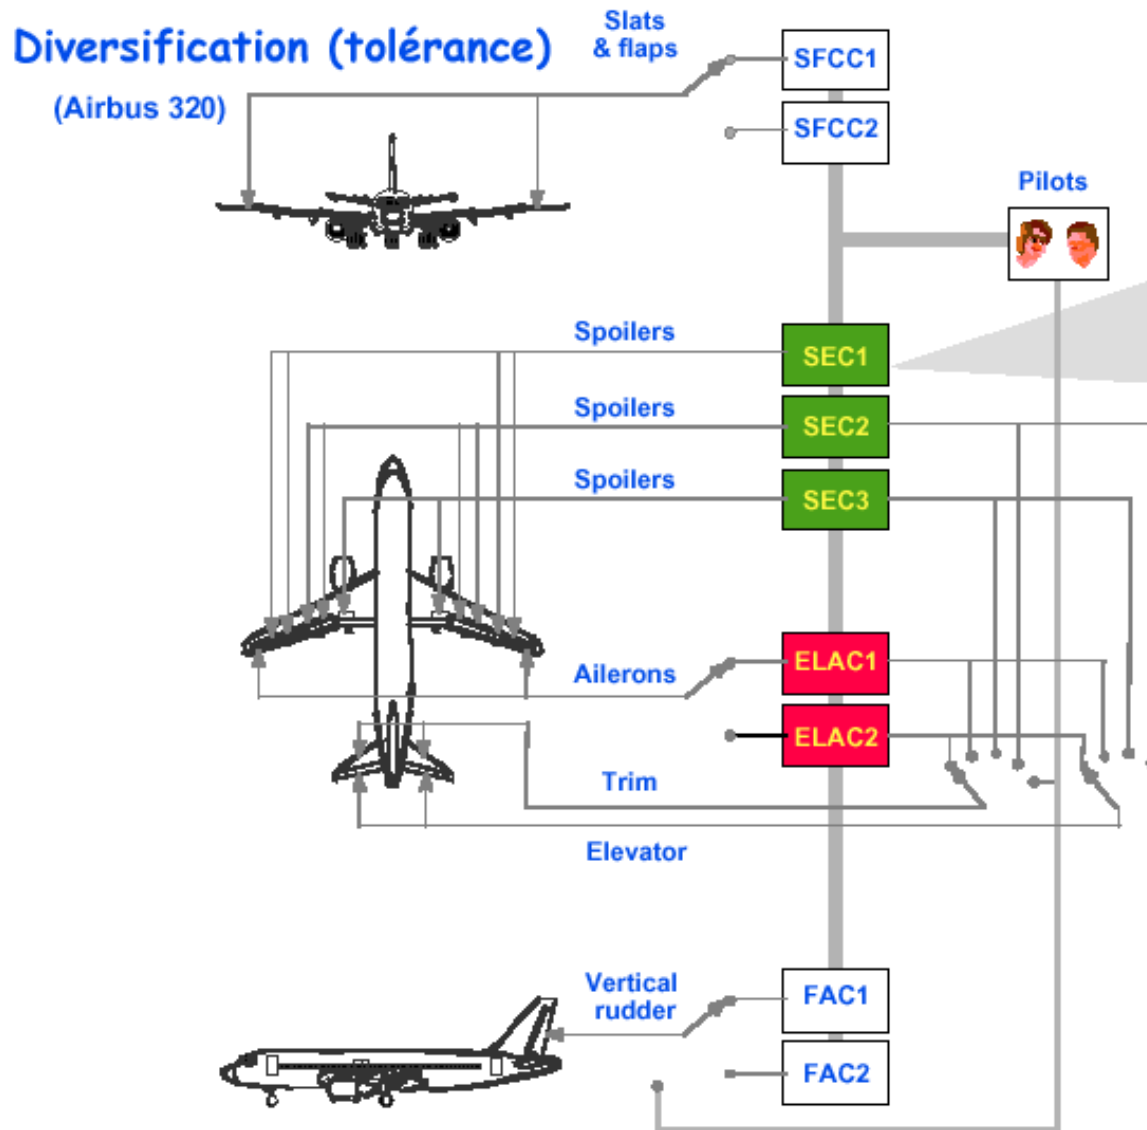 Diversification (tolérance)
(Airbus 320)
Slats
& flaps
SFCC1
SFCC2
Pilots
Spoilers
SEC1
Spoilers
SEC2
Spoilers
SEC3
Ailerons
ELAC1
ELAC2
Trim
Elevator
Vertical
rudder
FAC1
FAC2